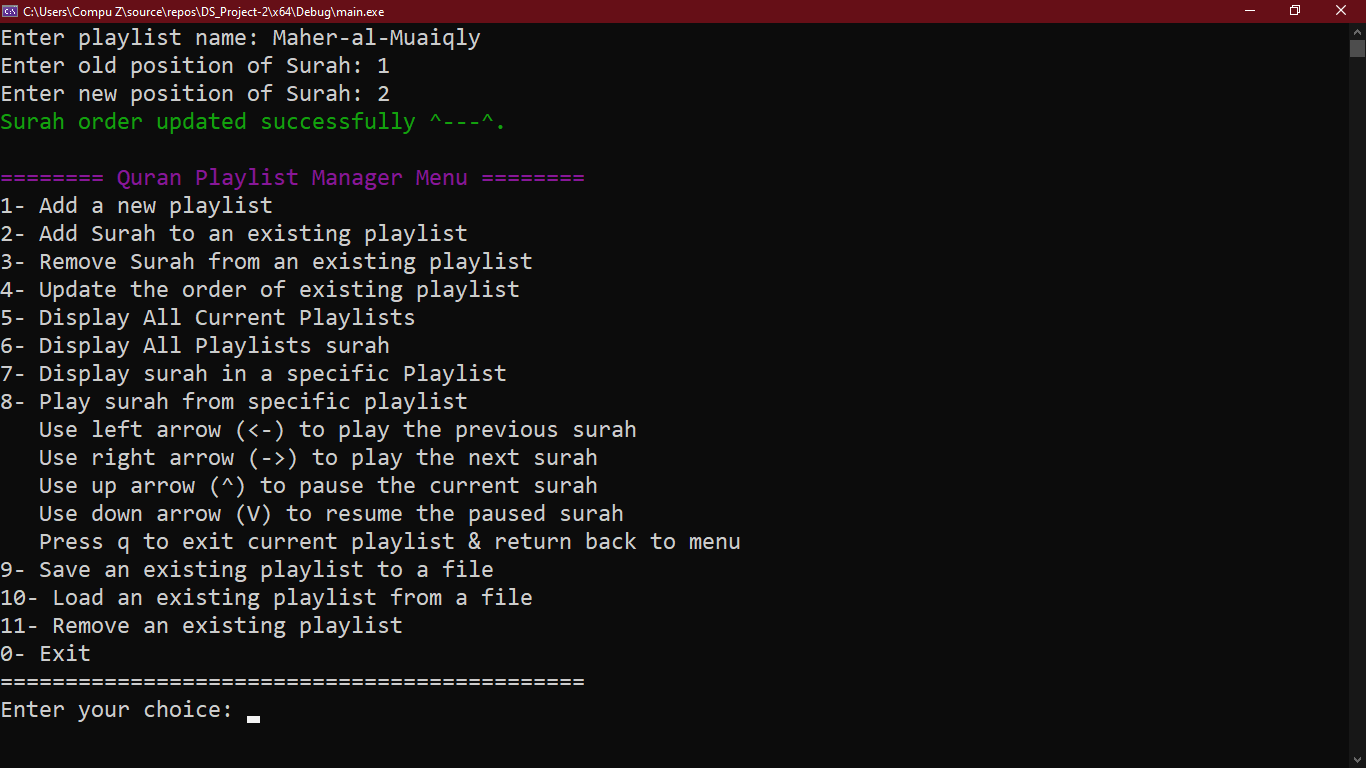 C:\Users\Compu Z\source\repos\DS_Project-2\x64\Debug\main.exe
Enter playlist name: Maher-al-Muaiqly
Enter old position of Surah: 1
Enter new position of Surah: 2
Surah order updated successfully ^---^.
======== Quran Playlist Manager Menu ========
1- Add a new playlist
2- Add Surah to an existing playlist
3- Remove Surah from an existing playlist
4- Update the order of existing playlist
5- Display All Current Playlists
6- Display All Playlists surah
7- Display surah in a specific Playlist
8- Play surah from specific playlist
   Use left arrow (<-) to play the previous surah
   Use right arrow (->) to play the next surah
   Use up arrow (^) to pause the current surah
   Use down arrow (V) to resume the paused surah
   Press q to exit current playlist & return back to menu
9- Save an existing playlist to a file
10- Load an existing playlist from a file
11- Remove an existing playlist
0- Exit
=============================================
Enter your choice: